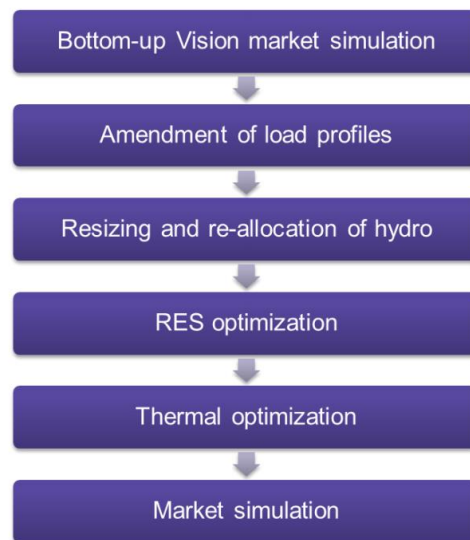 Bottom-up Vision market simulation
Amendment of load profiles
Resizing and re-allocation of hydro
RES optimization
Thermal optimization
Market simulation